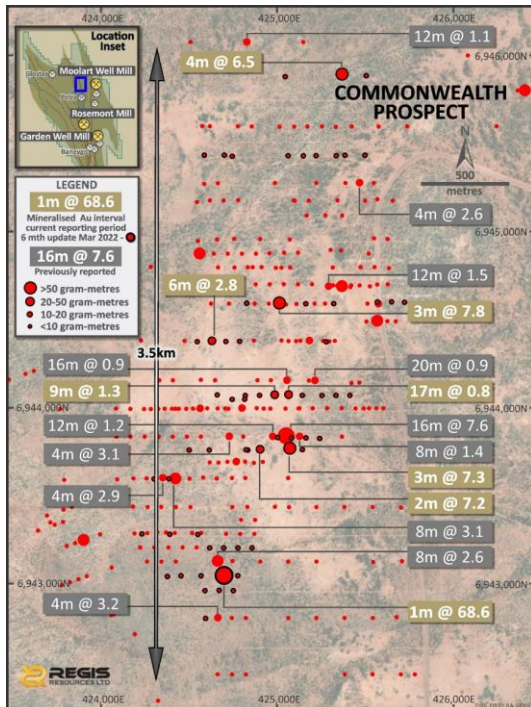 424,000E
425,000E
426,000E
Location
Inset
Moolart Well Mill
Rosemont Mill
Garden Well Mill
12m @ 1.1
4m @ 6.5
6,946,000N
COMMONWEALTH
PROSPECT
N
500
metres
LEGEND
1m @ 68.6
Mineralised Au interval
current reporting period
6 mth update Mar 2022 -
16m @ 7.6
Previously reported
>50 gram-metres
20-50 gram-metres
10-20 gram-metres
<10 gram-metres
4m @ 2.6
6,945,000N
12m @ 1.5
6m @ 2.8
3m @ 7.8
3.5km
16m @ 0.9
20m @ 0.9
9m @ 1.3
17m @ 0.8
6,944,000N
6,944,000N
12m @ 1.2
16m @ 7.6
4m @ 3.1
8m @ 1.4
3m @ 7.3
4m @ 2.9
2m @ 7.2
8m @ 3.1
8m @ 2.6
6,943,000N
6,943,000N
4m @ 3.2
1m @ 68.6
REGIS
RESOURCES LTD
424,000E
425,000E
426,000E